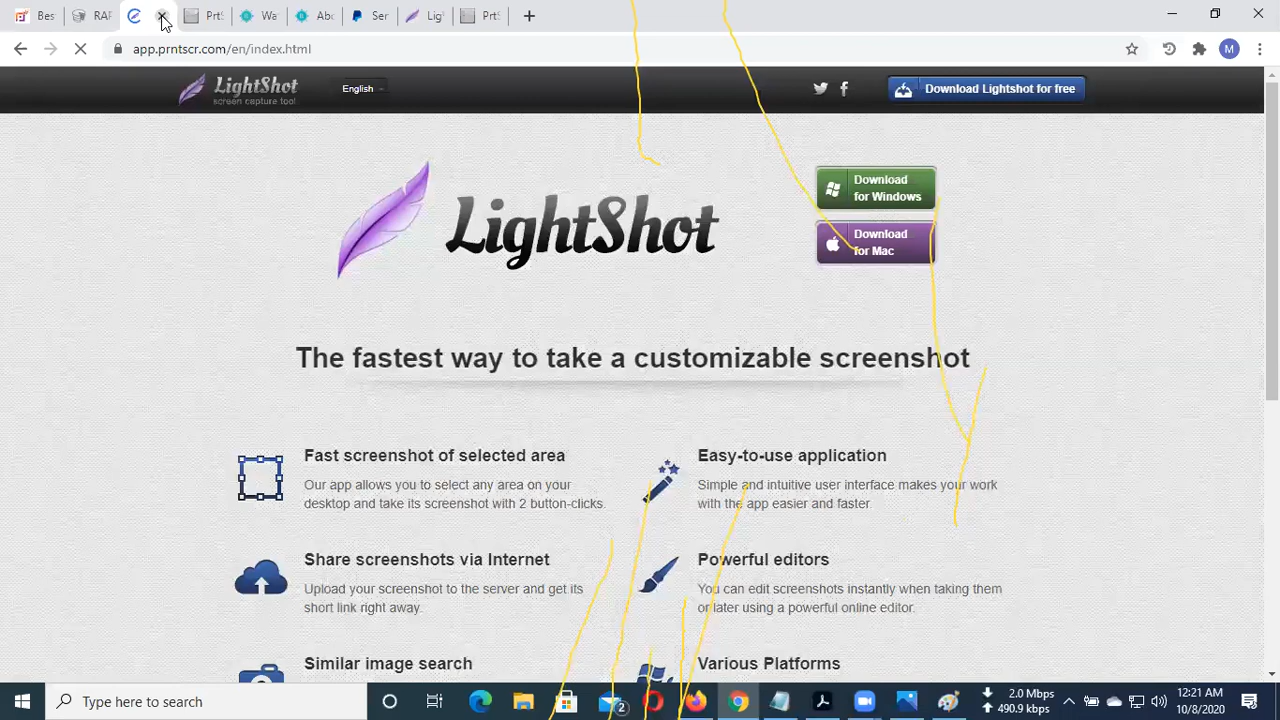 Bes
RAF
Prt
Wa
Abo
Ser
Lig
PrtS
app.prntscr.com/en/index.html
M
LightShot
screen capture tool
English
Download Lightshot for free
LightShot
Download
for Windows
Download
for Mac
The fastest way to take a customizable screenshot
Fast screenshot of selected area
Our app allows you to select any area on your
desktop and take its screenshot with 2 button-clicks.
Easy-to-use application
Simple and intuitive user interface makes your work
with the app easier and faster.
Share screenshots via Internet
Upload your screenshot to the server and get its
short link right away.
Powerful editors
You can edit screenshots instantly when taking them
or later using a powerful online editor.
Similar image search
Various Platforms
Type here to search
2
2.0 Mbps
490.9 kbps
12:21 AM
10/8/2020